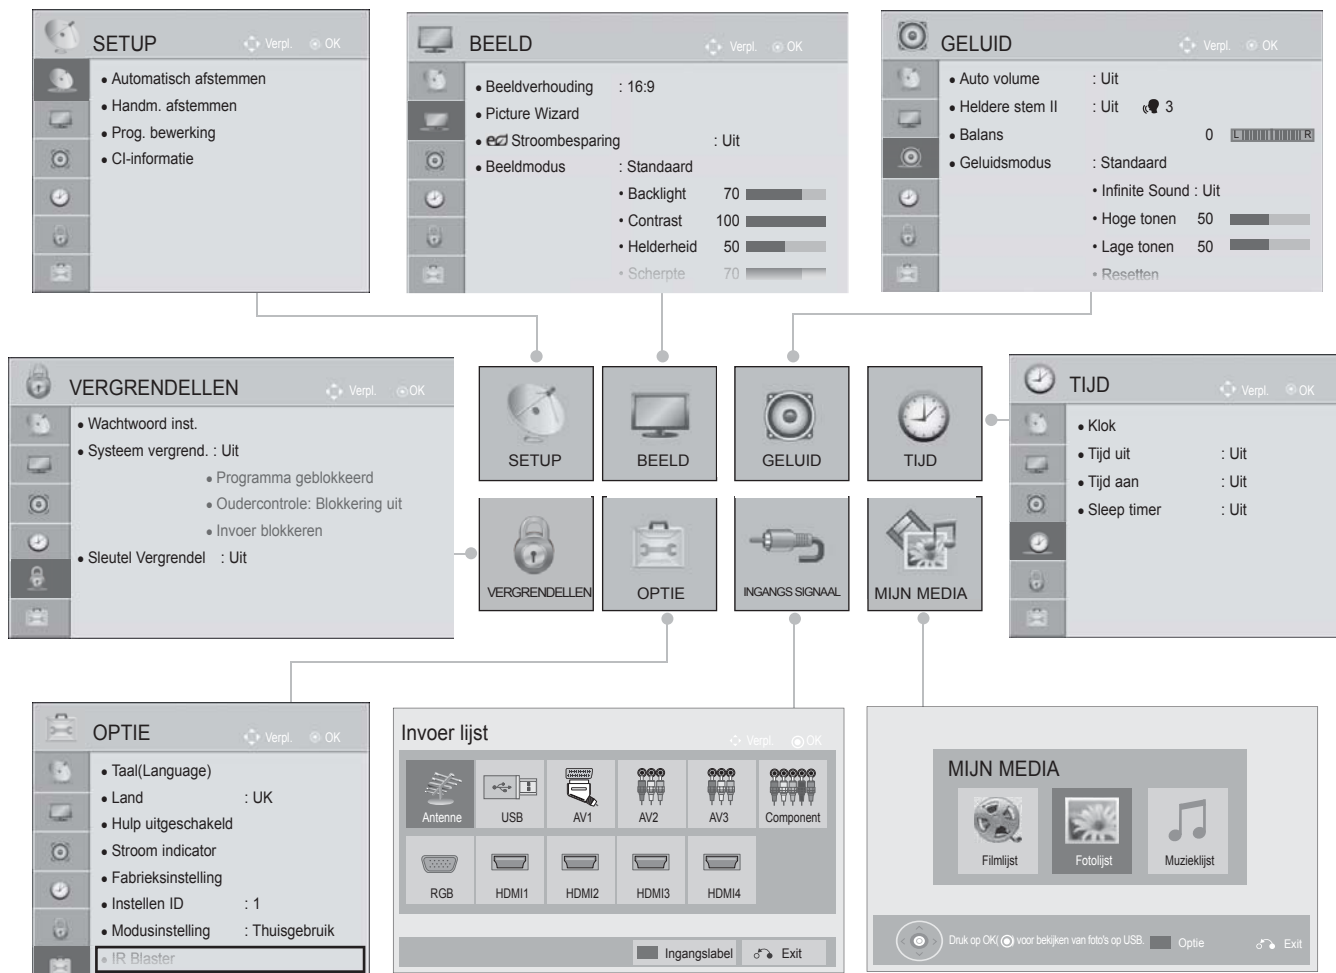 SETUP
Verpl. OK
• Automatisch afstemmen
• Handm. afstemmen
• Prog. bewerking
• CI-informatie
BEELD
Verpl. OK
• Beeldverhouding : 16:9
• Picture Wizard
• eco Stroombesparing : Uit
• Beeldmodus : Standaard
• Backlight 70
• Contrast 100
• Helderheid 50
• Scherpte 70
GELUID
Verpl. OK
• Auto volume : Uit
• Heldere stem II : Uit 3
• Balans 0 L R
• Geluidsmodus : Standaard
• Infinite Sound : Uit
• Hoge tonen 50
• Lage tonen 50
• Resetten
VERGRENDELLEN
Verpl. OK
• Wachtwoord inst.
• Systeem vergrend. : Uit
• Programma geblokkeerd
• Oudercontrole: Blokkering uit
• Invoer blokkeren
• Sleutel Vergrendel : Uit
SETUP
BEELD
GELUID
TIJD
VERGRENDELLEN
OPTIE
INGANGS SIGNAAL
MIJN MEDIA
TIJD
Verpl. OK
• Klok
• Tijd uit : Uit
• Tijd aan : Uit
• Sleep timer : Uit
OPTIE
Verpl. OK
• Taal(Language)
• Land : UK
• Hulp uitgeschakeld
• Stroom indicator
• Fabrieksinstelling
• Instellen ID : 1
• Modusinstelling : Thuisgebruik
• IR Blaster
Invoer lijst
Verpl. OK
Antenne USB AV1 AV2 AV3 Component
RGB HDMI1 HDMI2 HDMI3 HDMI4
Ingangslabel Exit
MIJN MEDIA
Filmlijst Fotolijst Muzieklijst
Druk op OK( ) voor bekijken van foto's op USB. Optie Exit